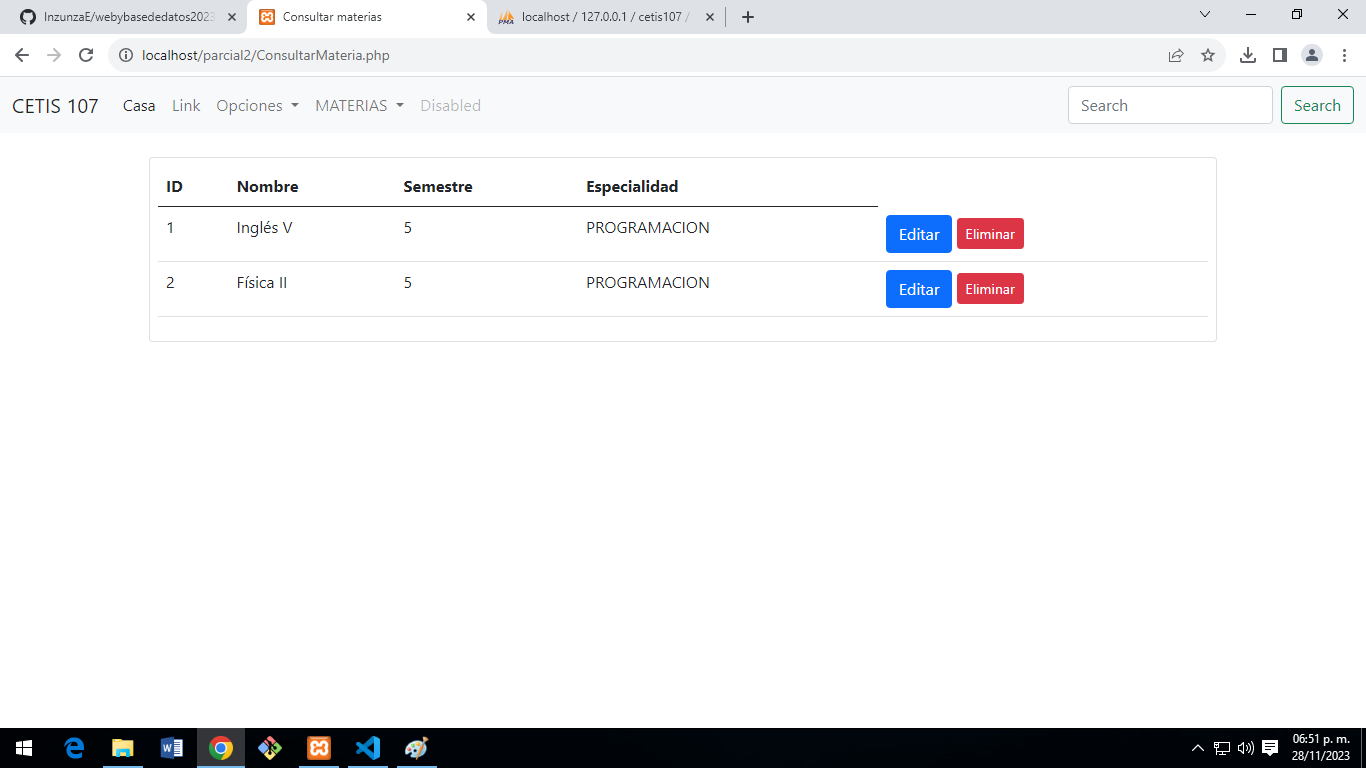 InzunzaE/webybasededatos2023
Consultar materias
localhost / 127.0.0.1 / cetis107 /
localhost/parcial2/ConsultarMateria.php
CETIS 107 Casa Link Opciones MATERIAS Disabled Search Search
ID Nombre Semestre Especialidad
1 Inglés V 5 PROGRAMACION Editar Eliminar
2 Física II 5 PROGRAMACION Editar Eliminar
06:51 p. m.
28/11/2023